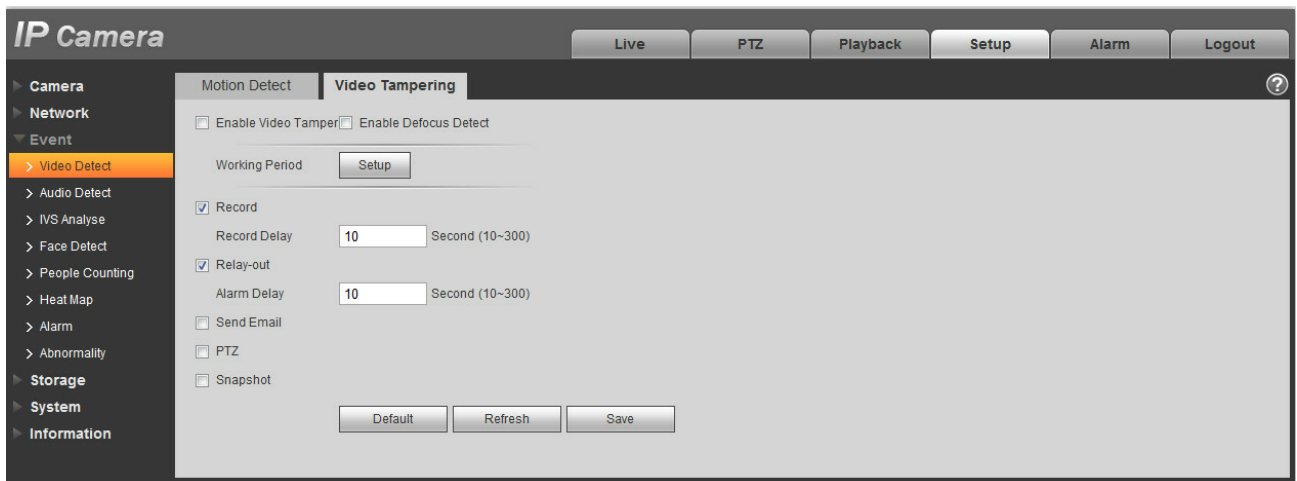 IP Camera
Live PTZ Playback Setup Alarm Logout
Camera
Network
Event
Video Detect
Audio Detect
IVS Analyse
Face Detect
People Counting
Heat Map
Alarm
Abnormality
Storage
System
Information
Motion Detect Video Tampering ?
Enable Video Tamper Enable Defocus Detect
Working Period Setup
Record
Record Delay 10 Second (10~300)
Relay-out
Alarm Delay 10 Second (10~300)
Send Email
PTZ
Snapshot
Default Refresh Save